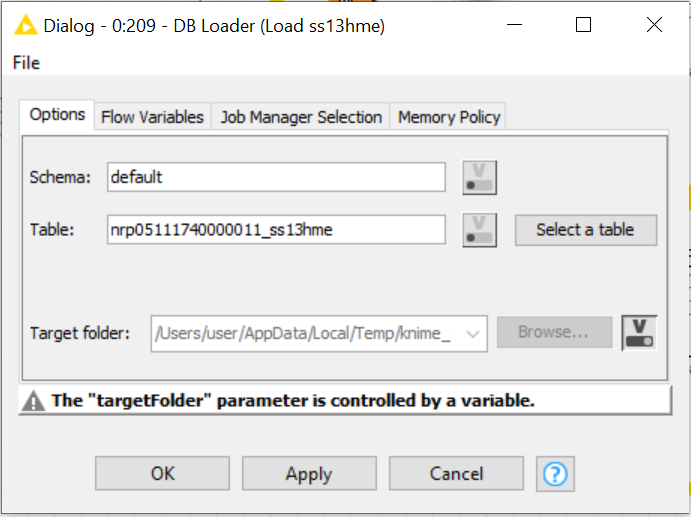 Dialog - 0:209 - DB Loader (Load ss13hme)
File
Options Flow Variables Job Manager Selection Memory Policy
Schema: default V
Table: nrp05111740000011_ss13hme V Select a table
Target folder: /Users/user/AppData/Local/Temp/knime_ Browse... V
The "targetFolder" parameter is controlled by a variable.
OK Apply Cancel ?